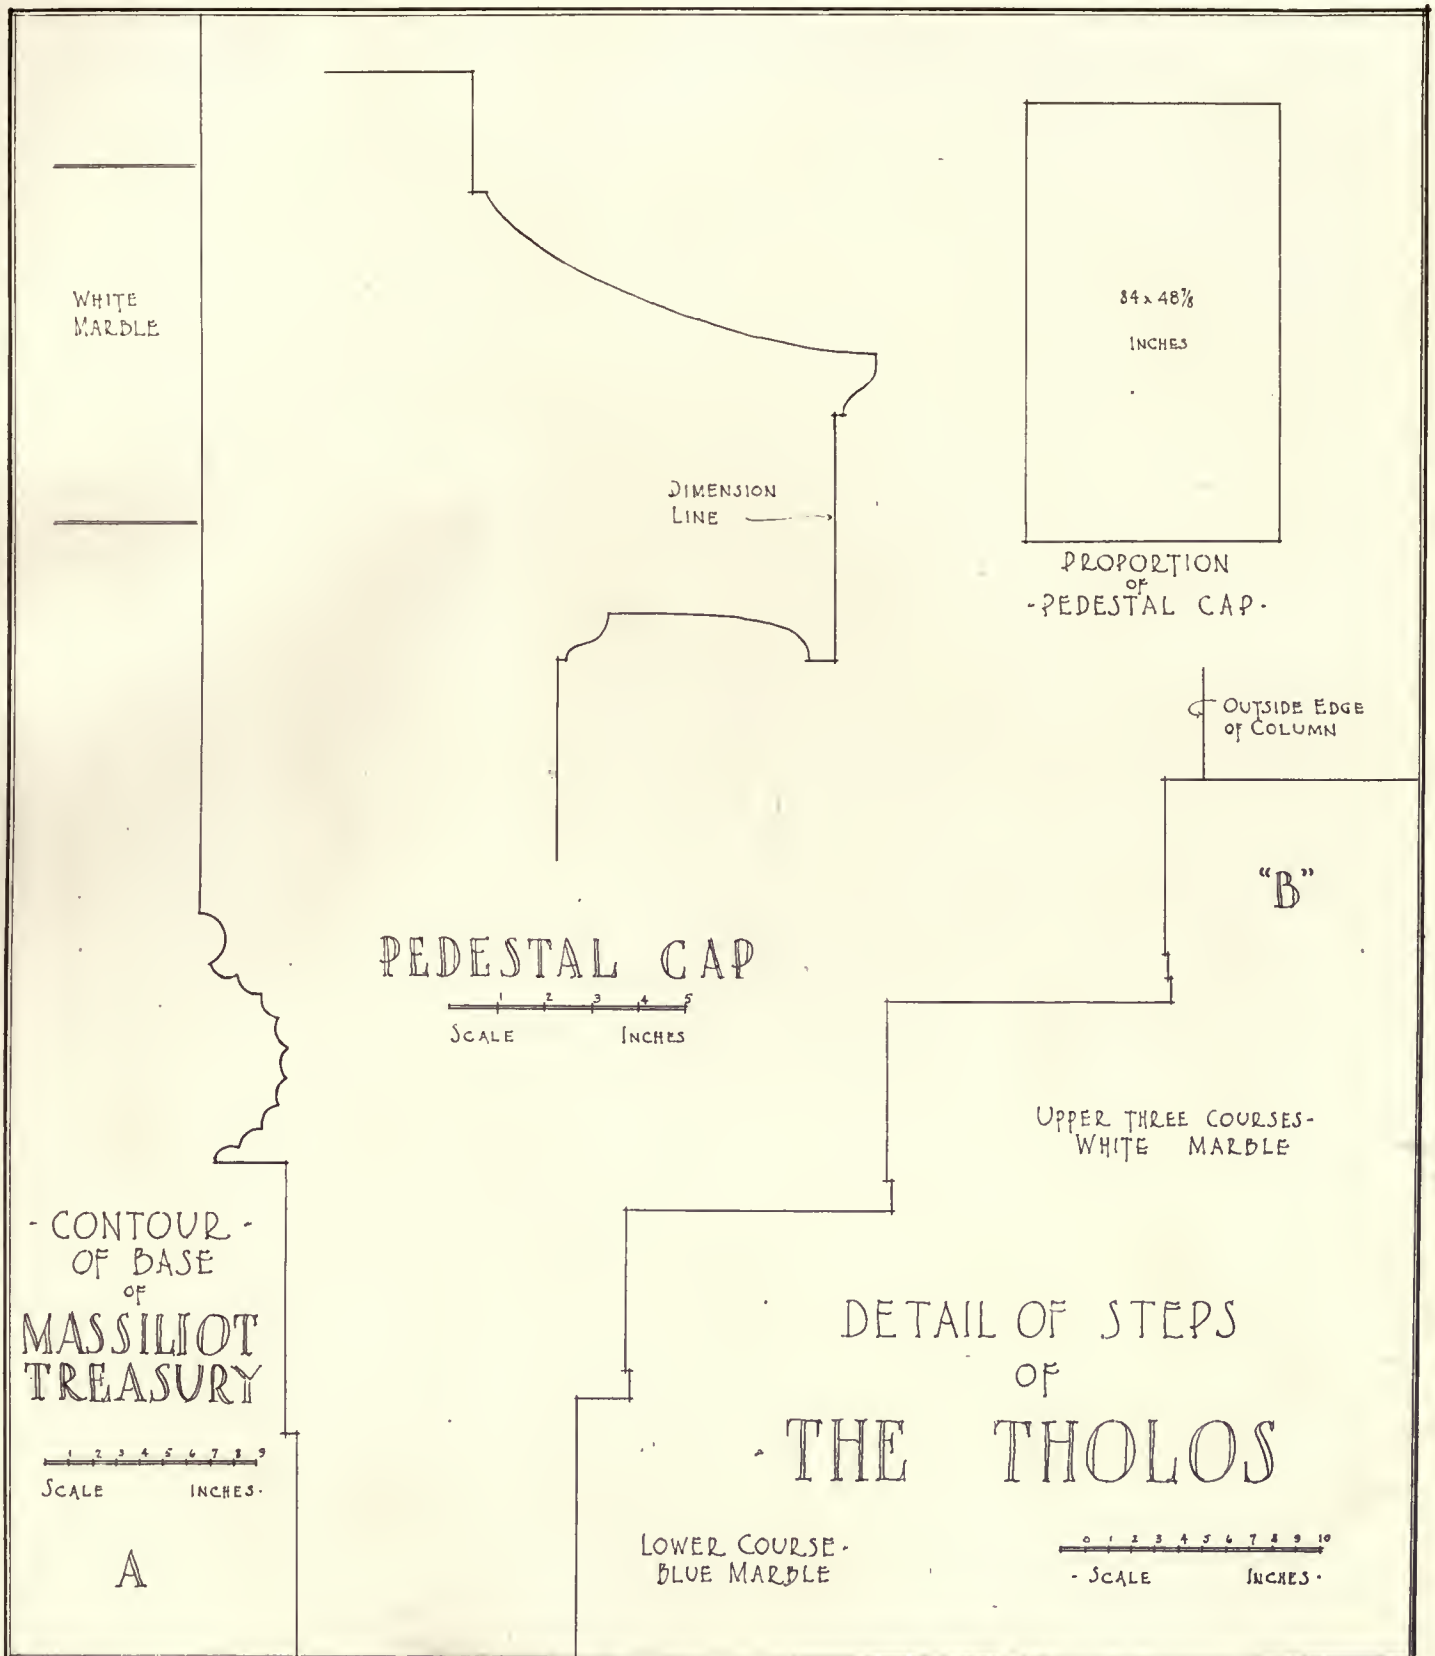 WHITE
MARBLE
84 x 48⅞
INCHES
DIMENSION
LINE
PROPORTION
OF
- PEDESTAL CAP -
OUTSIDE EDGE
OF COLUMN
"B"
PEDESTAL CAP
1 2 3 4 5
SCALE INCHES
UPPER THREE COURSES-
WHITE MARBLE
- CONTOUR -
OF BASE
OF
MASSILIOT
TREASURY
1 2 3 4 5 6 7 8 9
SCALE INCHES-
A
DETAIL OF STEPS
OF
THE THOLOS
LOWER COURSE-
BLUE MARBLE
0 1 2 3 4 5 6 7 8 9 10
- SCALE INCHES -